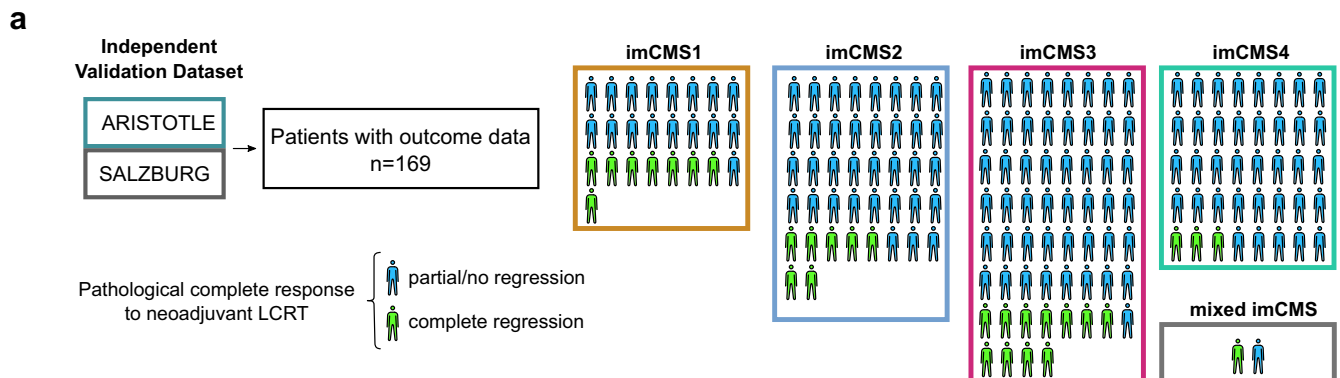 a
Independent
Validation Dataset
ARISTOTLE
SALZBURG
Patients with outcome data
n=169
Pathological complete response
to neoadjuvant LCRT
partial/no regression
complete regression
imCMS1
imCMS2
imCMS3
imCMS4
mixed imCMS